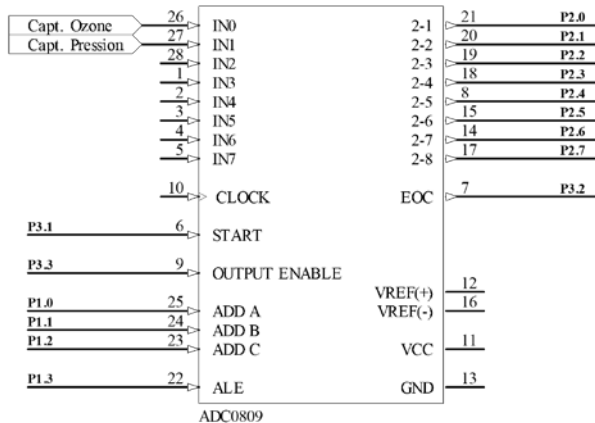 Capt. Ozone 26 IN0 2-1 21 P2.0
Capt. Pression 27 IN1 2-2 20 P2.1
28 IN2 2-3 19 P2.2
1 IN3 2-4 18 P2.3
2 IN4 2-5 8 P2.4
3 IN5 2-6 15 P2.5
4 IN6 2-7 14 P2.6
5 IN7 2-8 17 P2.7
10 CLOCK EOC 7 P3.2
P3.1 6 START
P3.3 9 OUTPUT ENABLE
VREF(+) 12
P1.0 25 ADD A VREF(-) 16
P1.1 24 ADD B
P1.2 23 ADD C VCC 11
P1.3 22 ALE GND 13
ADC0809